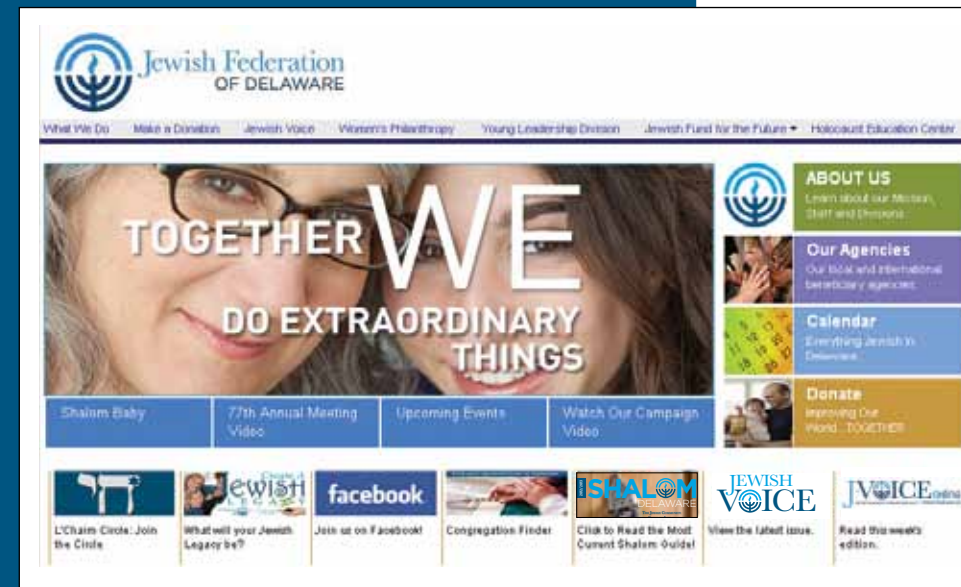 Jewish Federation
OF DELAWARE
What We Do Make a Donation Jewish Voice Women's Philanthropy Young Leadership Division Jewish Fund for the Future Holocaust Education Center
TOGETHER WE
DO EXTRAORDINARY
THINGS
ABOUT US
Learn about our Mission,
Staff and Divisions.
Our Agencies
Our local and international
beneficiary agencies.
Calendar
Everything Jewish in
Delaware.
Donate
Improving Our
World...TOGETHER
Shalom Baby
77th Annual Meeting
Video
Upcoming Events
Watch Our Campaign
Video
חי
L'Chaim Circle: Join
the Circle
Create a
Jewish
What will your Jewish
Legacy be?
facebook
Join us on Facebook!
Congregation Finder
SHALOM
DELAWARE
Click to Read the Most
Current Shalom Guide!
JEWISH
VOICE
View the latest issue.
JVOICE
Read this week's
edition.